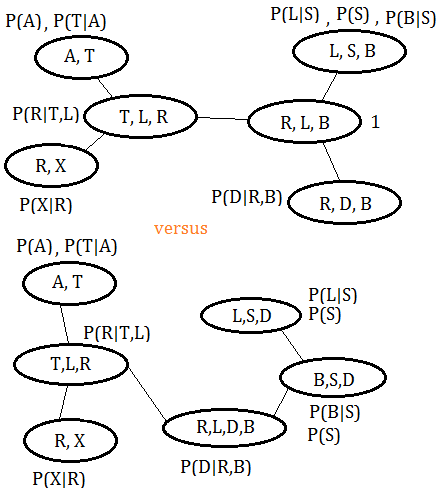 P(A) , P(T|A)
P(L|S) , P(S) , P(B|S)
A, T
L, S, B
P(R|T,L)
T, L, R
R, L, B
1
R, X
P(X|R)
P(D|R,B)
R, D, B
versus
P(A) , P(T|A)
A, T
P(L|S)
P(S)
L,S,D
P(R|T,L)
T,L,R
B,S,D
P(B|S)
P(S)
R, X
P(X|R)
R,L,D,B
P(D|R,B)